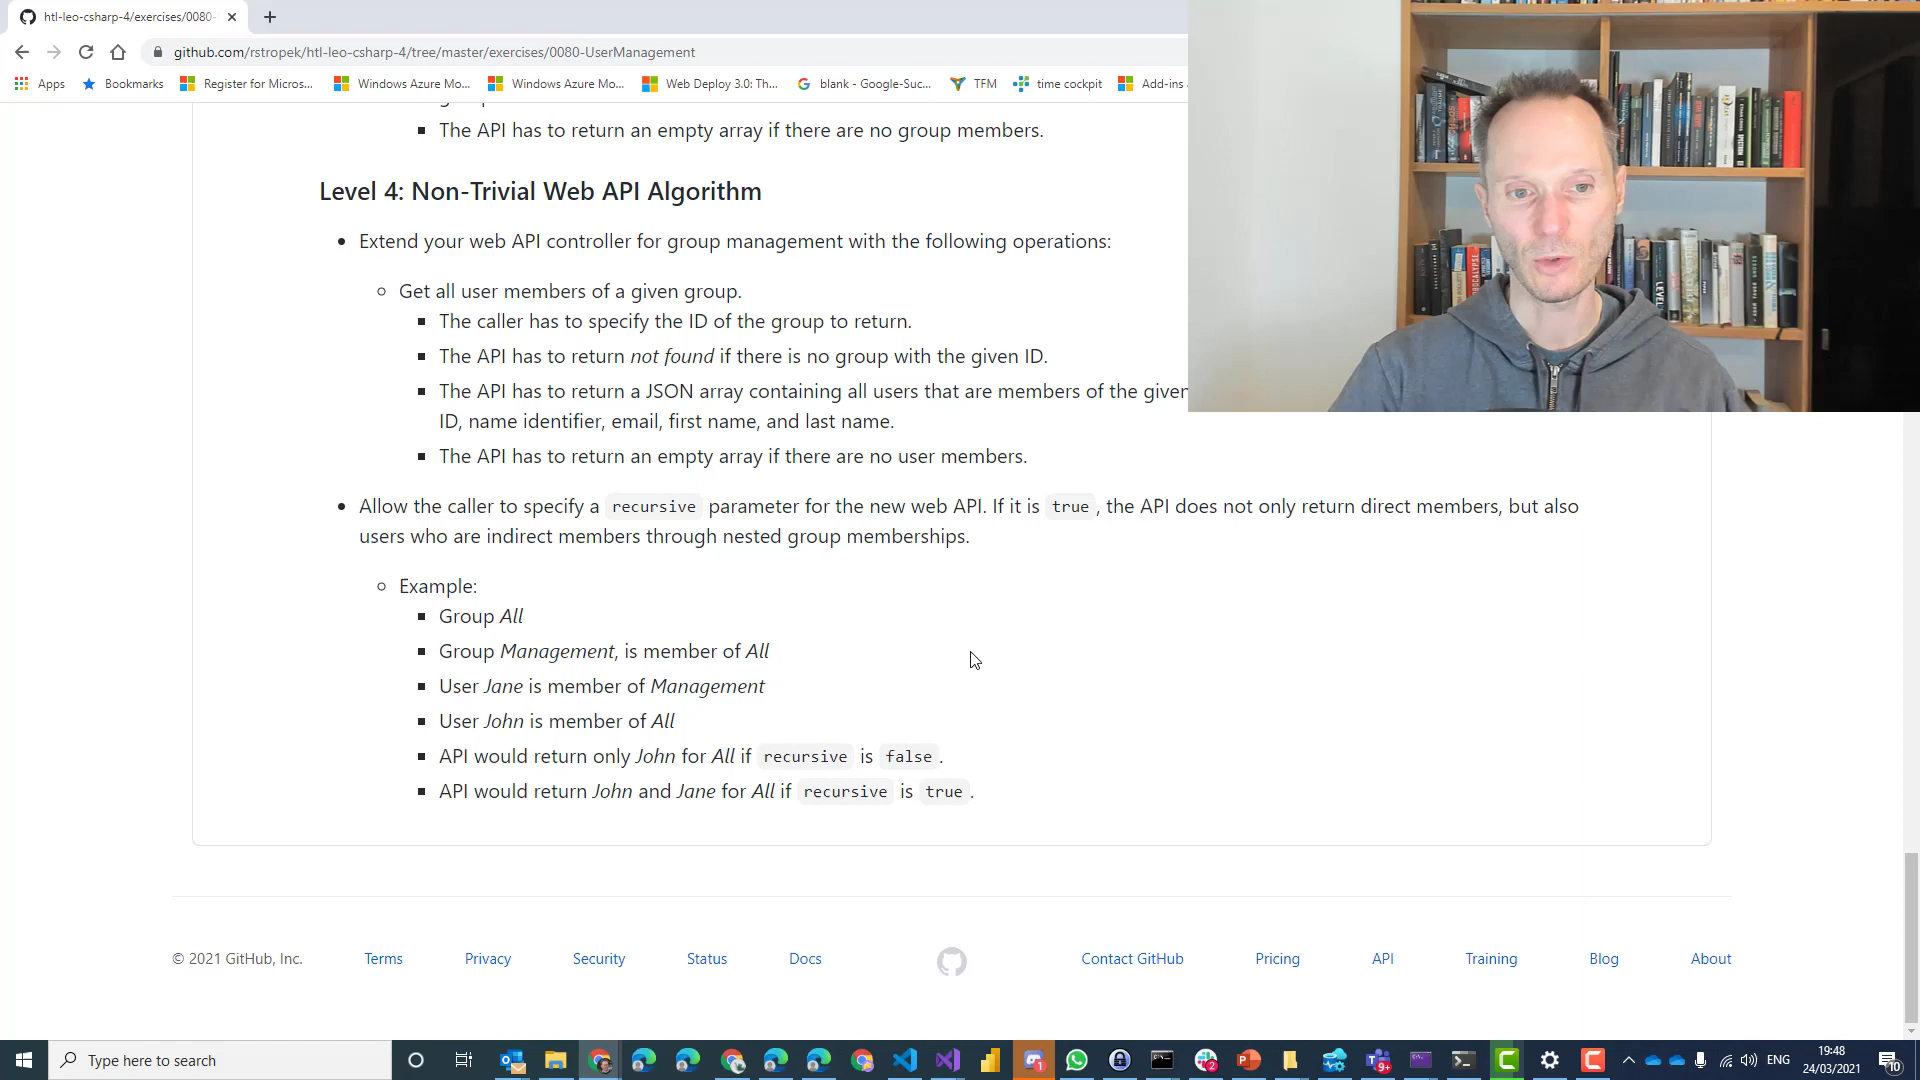 htl-leo-csharp-4/exercises/0080-
github.com/rstropek/htl-leo-csharp-4/tree/master/exercises/0080-UserManagement
Apps Bookmarks Register for Micros... Windows Azure Mo... Windows Azure Mo... Web Deploy 3.0: Th... blank - Google-Suc... TFM time cockpit Add-ins
The API has to return an empty array if there are no group members.
Level 4: Non-Trivial Web API Algorithm
Extend your web API controller for group management with the following operations:
Get all user members of a given group.
The caller has to specify the ID of the group to return.
The API has to return not found if there is no group with the given ID.
The API has to return a JSON array containing all users that are members of the given
ID, name identifier, email, first name, and last name.
The API has to return an empty array if there are no user members.
Allow the caller to specify a recursive parameter for the new web API. If it is true, the API does not only return direct members, but also
users who are indirect members through nested group memberships.
Example:
Group All
Group Management, is member of All
User Jane is member of Management
User John is member of All
API would return only John for All if recursive is false.
API would return John and Jane for All if recursive is true.
© 2021 GitHub, Inc. Terms Privacy Security Status Docs Contact GitHub Pricing API Training Blog About
Type here to search
ENG
19:48
24/03/2021
10